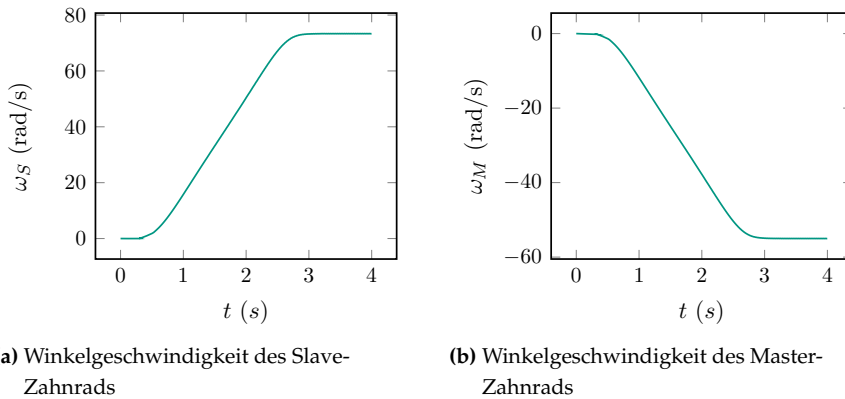 80
60
40
20
0
ω_S (rad/s)
0 1 2 3 4
t (s)
a) Winkelgeschwindigkeit des Slave-
Zahnrads
0
−20
−40
−60
ω_M (rad/s)
0 1 2 3 4
t (s)
(b) Winkelgeschwindigkeit des Master-
Zahnrads